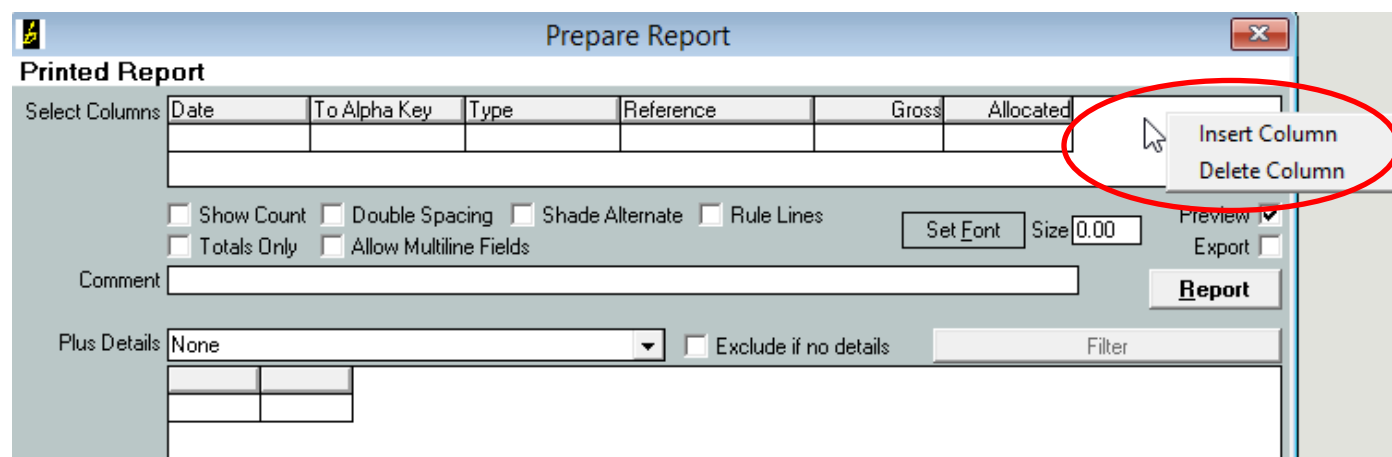 Prepare Report
Printed Report
Select Columns Date To Alpha Key Type Reference Gross Allocated
Insert Column
Delete Column
Show Count Double Spacing Shade Alternate Rule Lines Set Font Size 0.00 Preview
Totals Only Allow Multiline Fields Export
Comment Report
Plus Details None Exclude if no details Filter